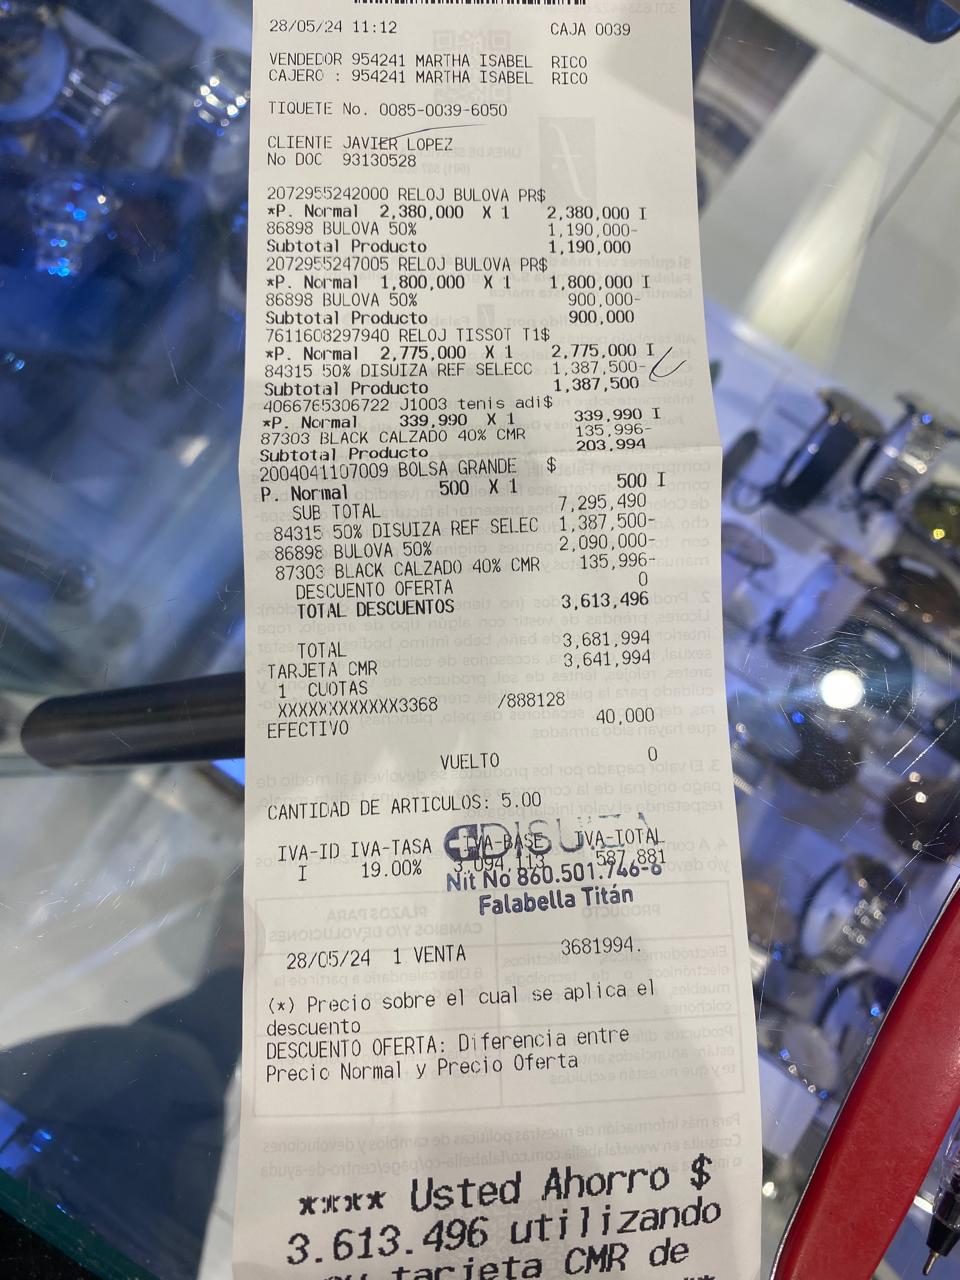 28/05/24 11:12 CAJA 0039
VENDEDOR 954241 MARTHA ISABEL RICO
CAJERO : 954241 MARTHA ISABEL RICO
TIQUETE No. 0085-0039-6050
CLIENTE JAVIER LOPEZ
No DOC 93130528
2072955242000 RELOJ BULOVA PR$
*P. Normal 2,380,000 X 1 2,380,000 I
86898 BULOVA 50% 1,190,000-
Subtotal Producto 1,190,000
2072955247005 RELOJ BULOVA PR$
*P. Normal 1,800,000 X 1 1,800,000 I
86898 BULOVA 50% 900,000-
Subtotal Producto 900,000
7611608297940 RELOJ TISSOT T1$
*P. Normal 2,775,000 X 1 2,775,000 I
84315 50% DISUIZA REF SELECC 1,387,500-
Subtotal Producto 1,387,500
4066765306722 J1003 tenis adi$
*P. Normal 339,990 X 1 339,990 I
87303 BLACK CALZADO 40% CMR 135,996-
Subtotal Producto 203,994
2004041107009 BOLSA GRANDE $
P. Normal 500 X 1 500 I
SUB TOTAL 7,295,490
84315 50% DISUIZA REF SELEC 1,387,500-
86898 BULOVA 50% 2,090,000-
87303 BLACK CALZADO 40% CMR 135,996-
DESCUENTO OFERTA 0
TOTAL DESCUENTOS 3,613,496
TOTAL 3,681,994
TARJETA CMR 3,641,994
1 CUOTAS
XXXXXXXXXXXX3368 /888128
EFECTIVO 40,000
VUELTO 0
CANTIDAD DE ARTICULOS: 5.00
DISUIZA
IVA-ID IVA-TASA IVA-BASE IVA-TOTAL
I 19.00% 3,094,113 587,881
Nit No 860.501.746-6
Falabella Titán
28/05/24 1 VENTA 3681994.
(*) Precio sobre el cual se aplica el
descuento
DESCUENTO OFERTA: Diferencia entre
Precio Normal y Precio Oferta
**** Usted Ahorro $
3.613.496 utilizando
su tarjeta CMR de